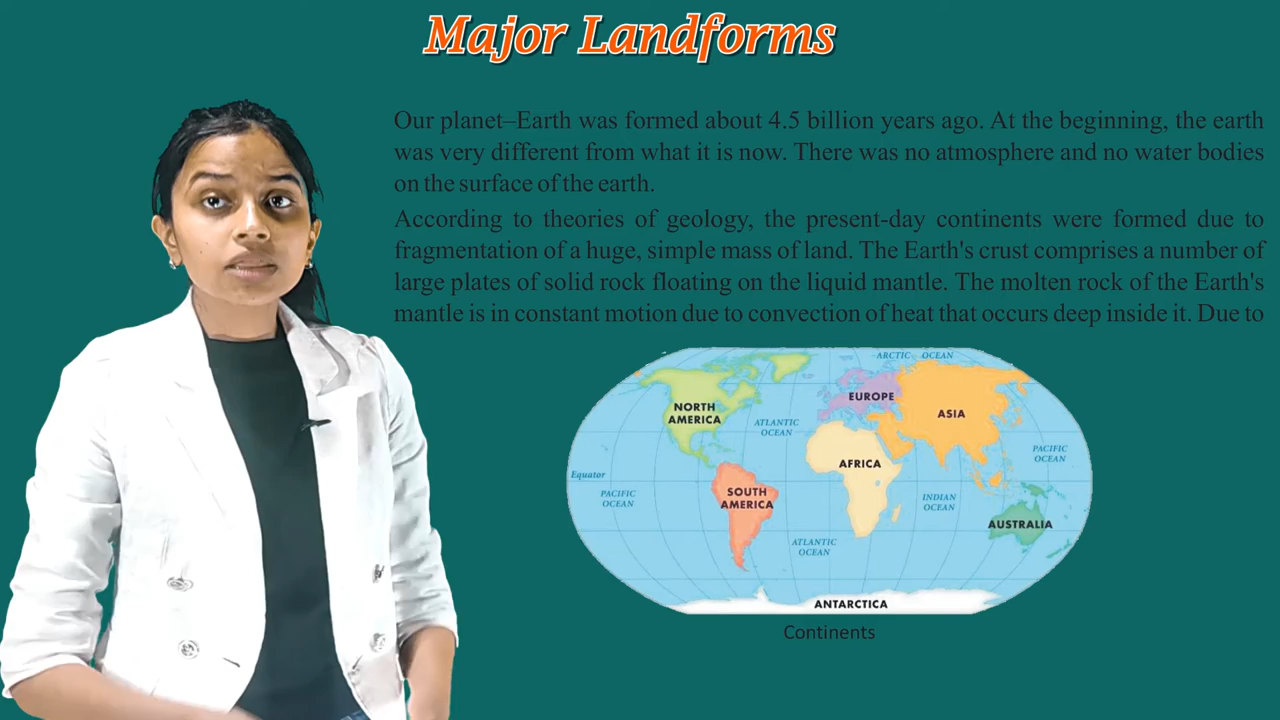 Major Landforms
Our planet–Earth was formed about 4.5 billion years ago. At the beginning, the earth
was very different from what it is now. There was no atmosphere and no water bodies
on the surface of the earth.
According to theories of geology, the present-day continents were formed due to
fragmentation of a huge, simple mass of land. The Earth's crust comprises a number of
large plates of solid rock floating on the liquid mantle. The molten rock of the Earth's
mantle is in constant motion due to convection of heat that occurs deep inside it. Due to
ARCTIC OCEAN
NORTH
AMERICA
EUROPE
ASIA
ATLANTIC
OCEAN
PACIFIC
OCEAN
AFRICA
Equator
PACIFIC
OCEAN
SOUTH
AMERICA
INDIAN
OCEAN
AUSTRALIA
ATLANTIC
OCEAN
ANTARCTICA
Continents